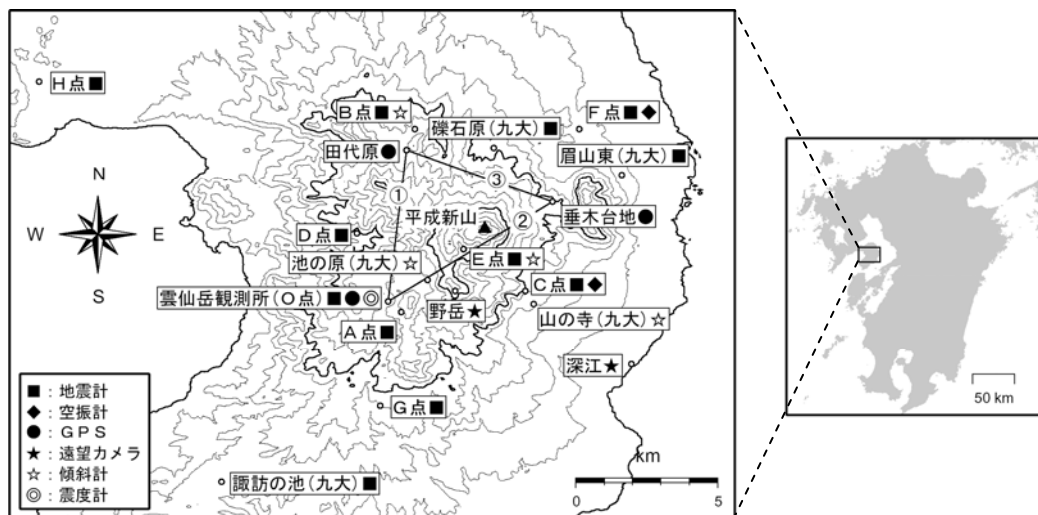 H点■
B点■☆
F点■◆
礫石原(九大)■
田代原●
眉山東(九大)■
N
①
③
平成新山
②
垂木台地●
W
E
D点■
池の原(九大)☆
E点■☆
S
C点■◆
雲仙岳観測所(O点)■●◎
野岳★
山の寺(九大)☆
A点■
深江★
■:地震計
◆:空振計
●:GPS
★:遠望カメラ
☆:傾斜計
◎:震度計
G点■
諏訪の池(九大)■
km
0
5
50 km